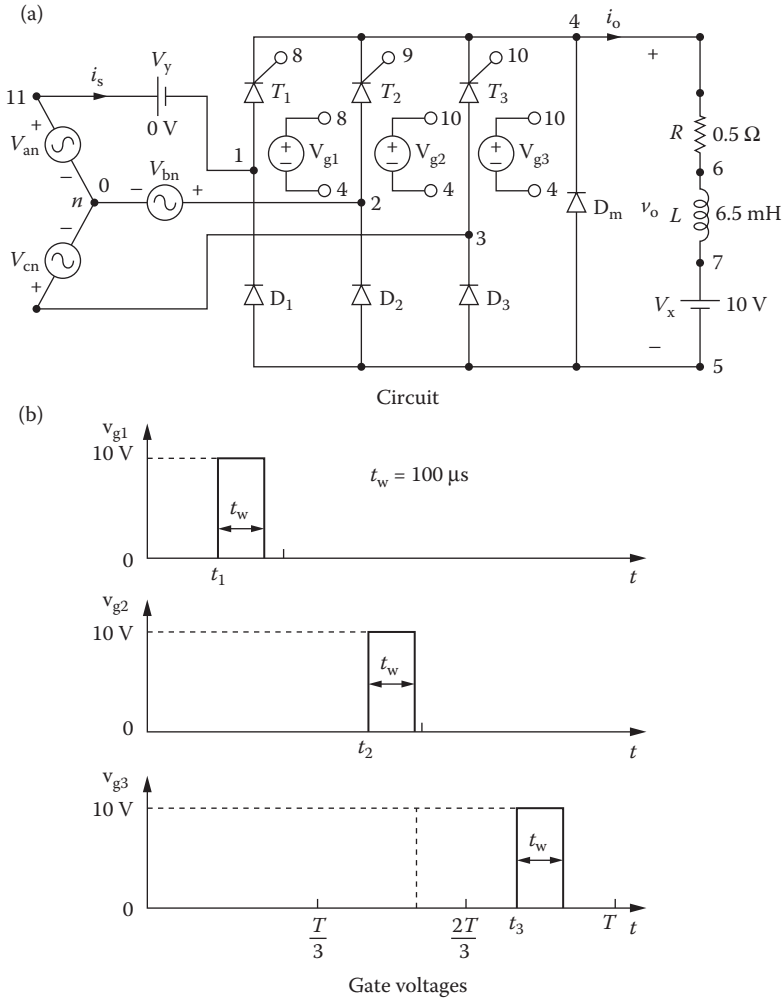 (a)
4
i_o
8
9
10
11
i_s
V_y
0 V
T_1
T_2
T_3
+
8
10
10
V_an
+
−
0
n
V_bn
−
+
1
V_g1
+
−
V_g2
+
−
V_g3
+
−
4
4
4
2
3
R
0.5 Ω
6
D_m
v_o
L
6.5 mH
7
V_cn
−
+
D_1
D_2
D_3
V_x
10 V
−
5
Circuit
(b)
v_g1
10 V
t_w = 100 μs
t_w
0
t_1
t
v_g2
10 V
t_w
0
t_2
t
v_g3
10 V
t_w
0
T/3
2T/3
t_3
T
t
Gate voltages